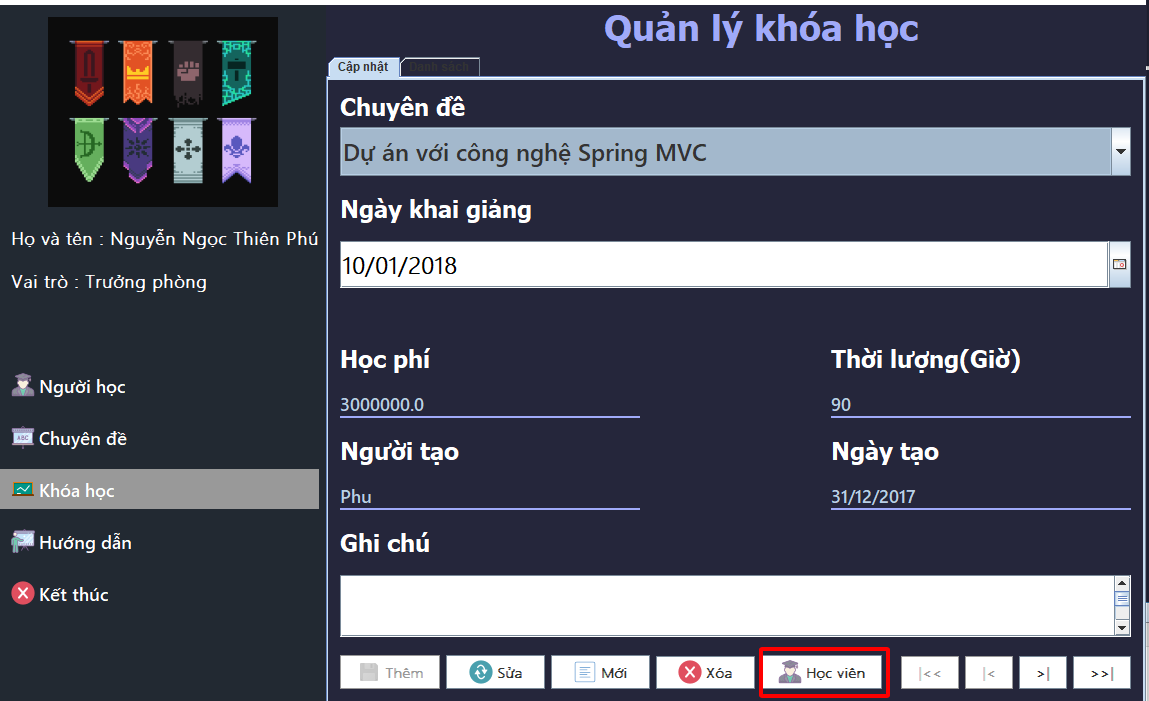 Quản lý khóa học
Cập nhật
Danh sách
Chuyên đề
Dự án với công nghệ Spring MVC
Ngày khai giảng
10/01/2018
Họ và tên : Nguyễn Ngọc Thiên Phú
Vai trò : Trưởng phòng
Người học
ABC
Chuyên đề
Khóa học
Hướng dẫn
Kết thúc
Học phí
Thời lượng(Giờ)
3000000.0
90
Người tạo
Ngày tạo
Phu
31/12/2017
Ghi chú
Thêm
Sửa
Mới
Xóa
Học viên
|<<
|<
>|
>>|